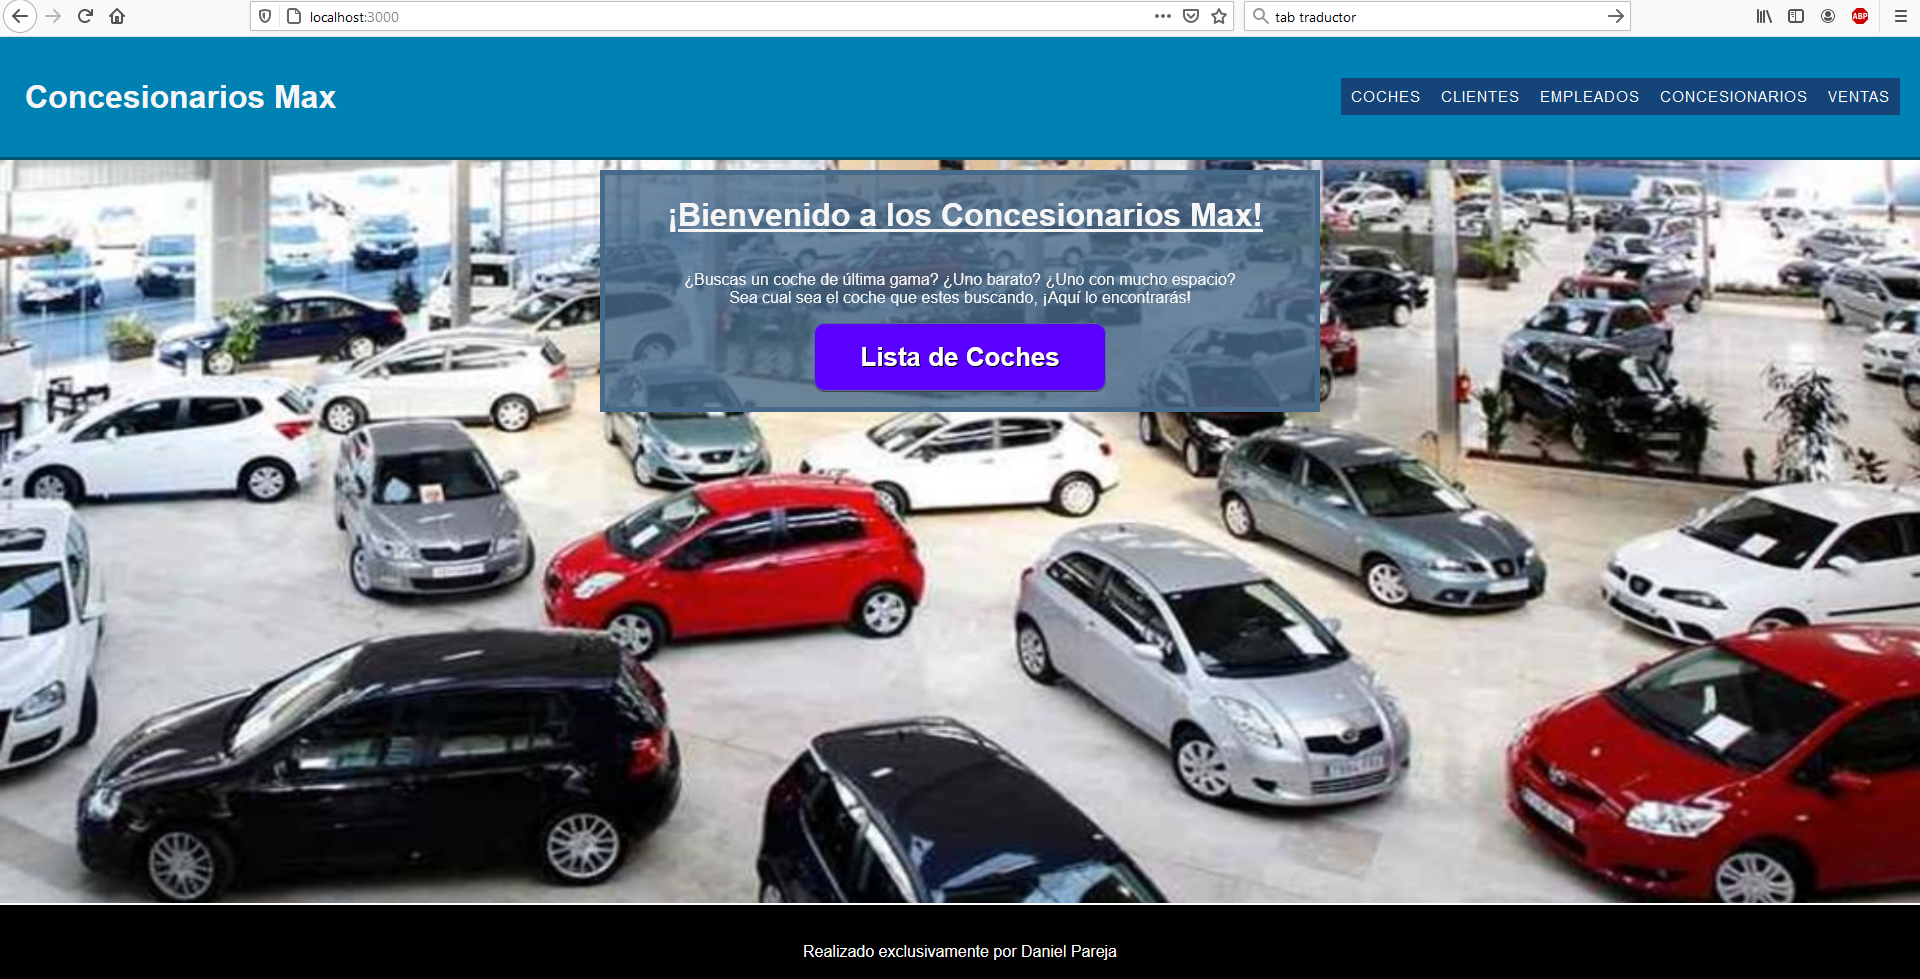 localhost:3000
tab traductor
ABP
Concesionarios Max
COCHES CLIENTES EMPLEADOS CONCESIONARIOS VENTAS
¡Bienvenido a los Concesionarios Max!
¿Buscas un coche de última gama? ¿Uno barato? ¿Uno con mucho espacio?
Sea cual sea el coche que estes buscando, ¡Aquí lo encontrarás!
Lista de Coches
Realizado exclusivamente por Daniel Pareja